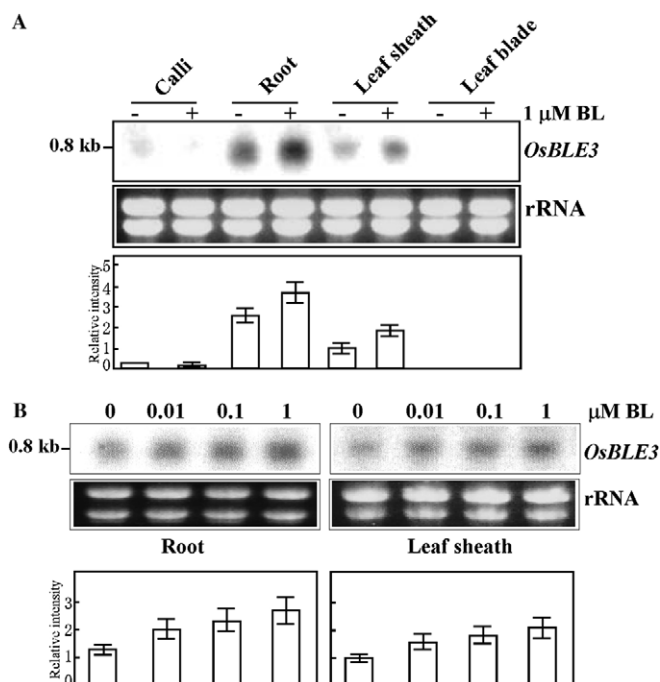 A
Calli Root Leaf sheath Leaf blade
- + - + - + - + 1 μM BL
0.8 kb OsBLE3
rRNA
Relative intensity
5
4
3
2
1
0
B
0 0.01 0.1 1 0 0.01 0.1 1 μM BL
0.8 kb OsBLE3
rRNA
Root Leaf sheath
Relative intensity
3
2
1
0